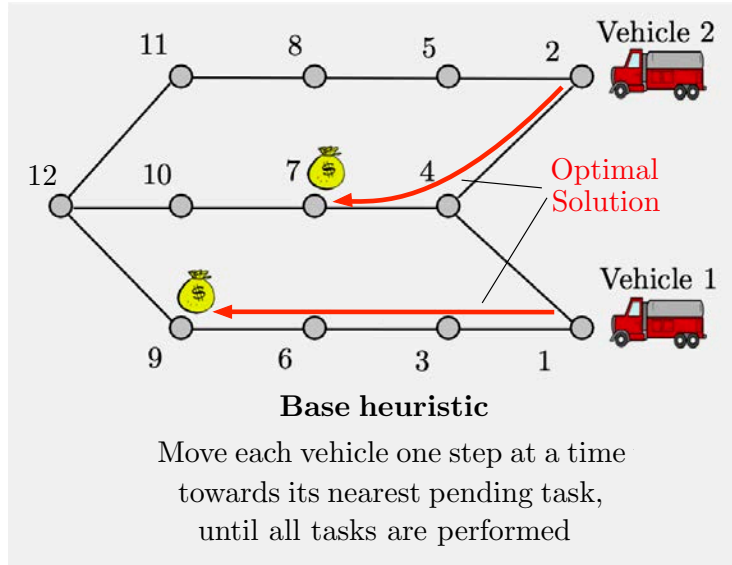 Vehicle 2
11
8
5
2
12
10
7
$
4
Optimal
Solution
$
Vehicle 1
9
6
3
1
Base heuristic
Move each vehicle one step at a time
towards its nearest pending task,
until all tasks are performed